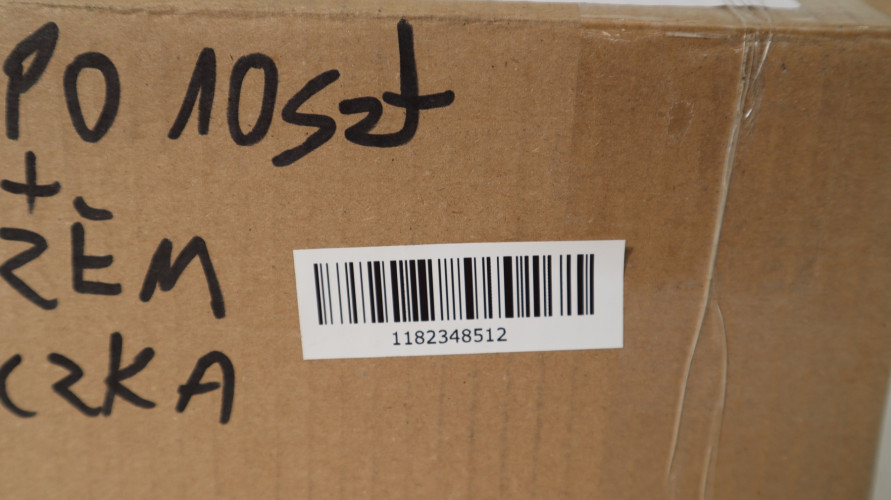 PO 10szt
+
ZEM
CZKA
1182348512